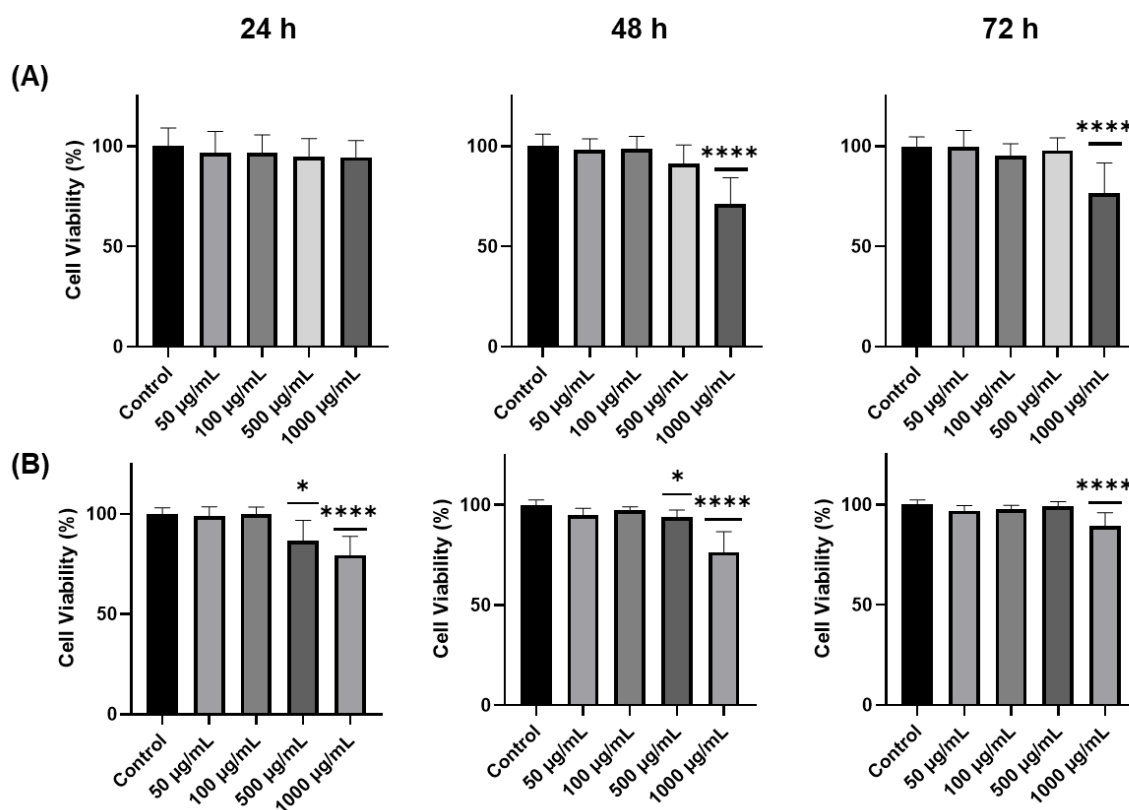 24 h 48 h 72 h
(A)
Cell Viability (%)
100
50
0
Control
50 µg/mL
100 µg/mL
500 µg/mL
1000 µg/mL
100
50
0
****
Control
50 µg/mL
100 µg/mL
500 µg/mL
1000 µg/mL
100
50
0
****
Control
50 µg/mL
100 µg/mL
500 µg/mL
1000 µg/mL
(B)
Cell Viability (%)
100
50
0
*
****
Control
50 µg/mL
100 µg/mL
500 µg/mL
1000 µg/mL
Cell Viability (%)
100
50
0
*
****
Control
50 µg/mL
100 µg/mL
500 µg/mL
1000 µg/mL
Cell Viability (%)
100
50
0
****
Control
50 µg/mL
100 µg/mL
500 µg/mL
1000 µg/mL